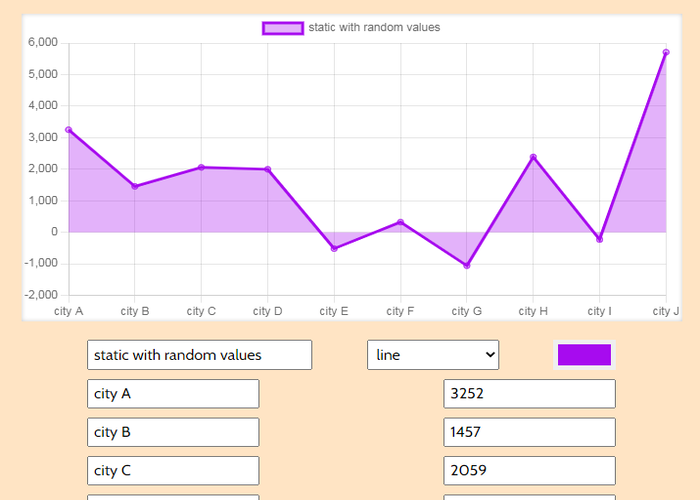 static with random values
6,000
5,000
4,000
3,000
2,000
1,000
0
-1,000
-2,000
city A city B city C city D city E city F city G city H city I city J
static with random values line
city A 3252
city B 1457
city C 2059